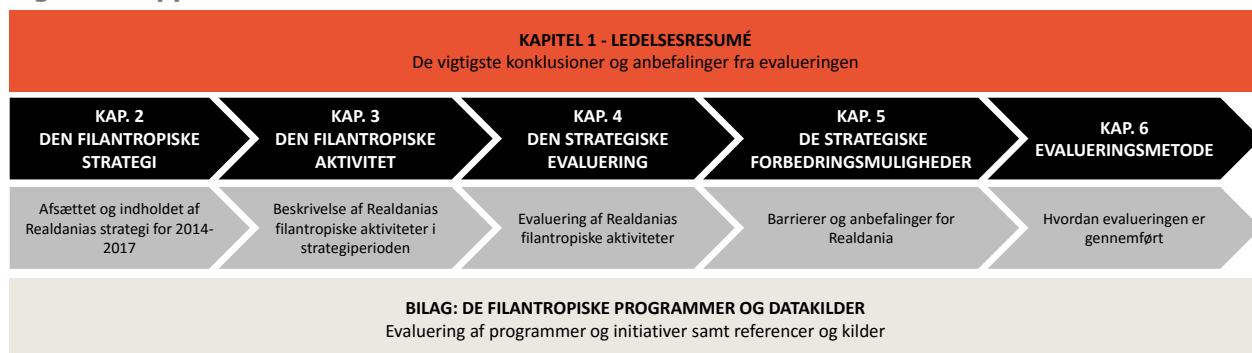 KAPITEL 1 - LEDELSESRESUMÉ
De vigtigste konklusioner og anbefalinger fra evalueringen
KAP. 2
DEN FILANTROPISKE
STRATEGI
KAP. 3
DEN FILANTROPISKE
AKTIVITET
KAP. 4
DEN STRATEGISKE
EVALUERING
KAP. 5
DE STRATEGISKE
FORBEDRINGSMULIGHEDER
KAP. 6
EVALUERINGSMETODE
Afsættet og indholdet af
Realdanias strategi for 2014-
2017
Beskrivelse af Realdanias
filantropiske aktiviteter i
strategiperioden
Evaluering af Realdanias
filantropiske aktiviteter
Barrierer og anbefalinger for
Realdania
Hvordan evalueringen er
gennemført
BILAG: DE FILANTROPISKE PROGRAMMER OG DATAKILDER
Evaluering af programmer og initiativer samt referencer og kilder